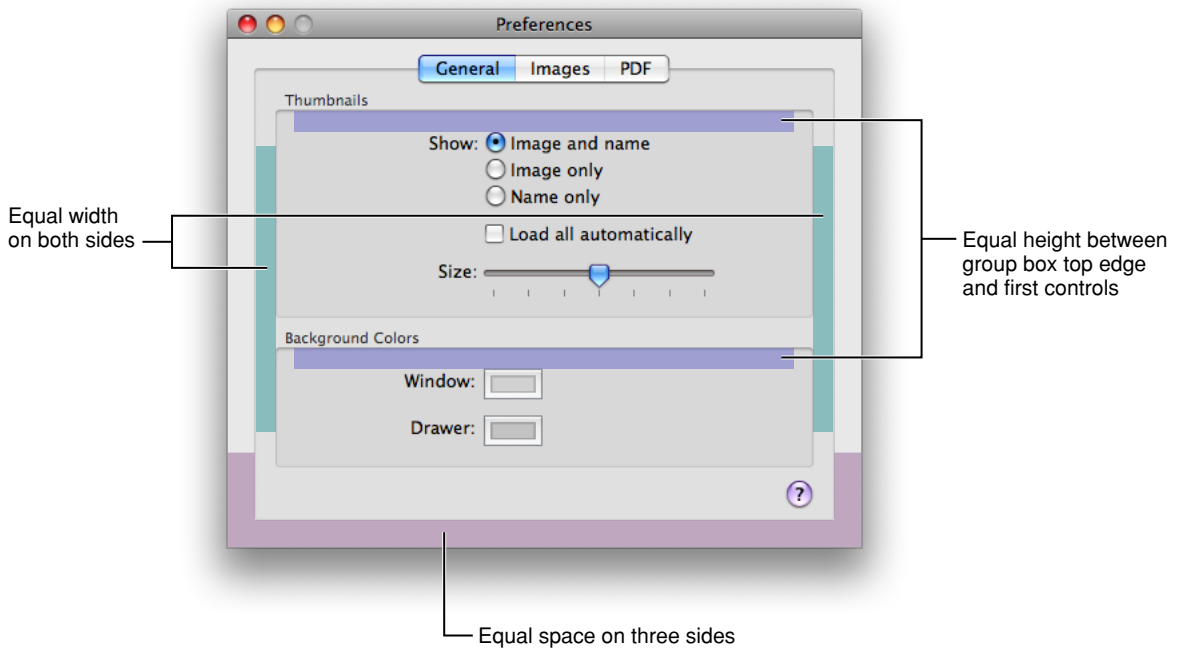 Preferences
General Images PDF
Thumbnails
Show: Image and name
Image only
Name only
Load all automatically
Size:
Background Colors
Window:
Drawer:
?
Equal width
on both sides
Equal height between
group box top edge
and first controls
Equal space on three sides